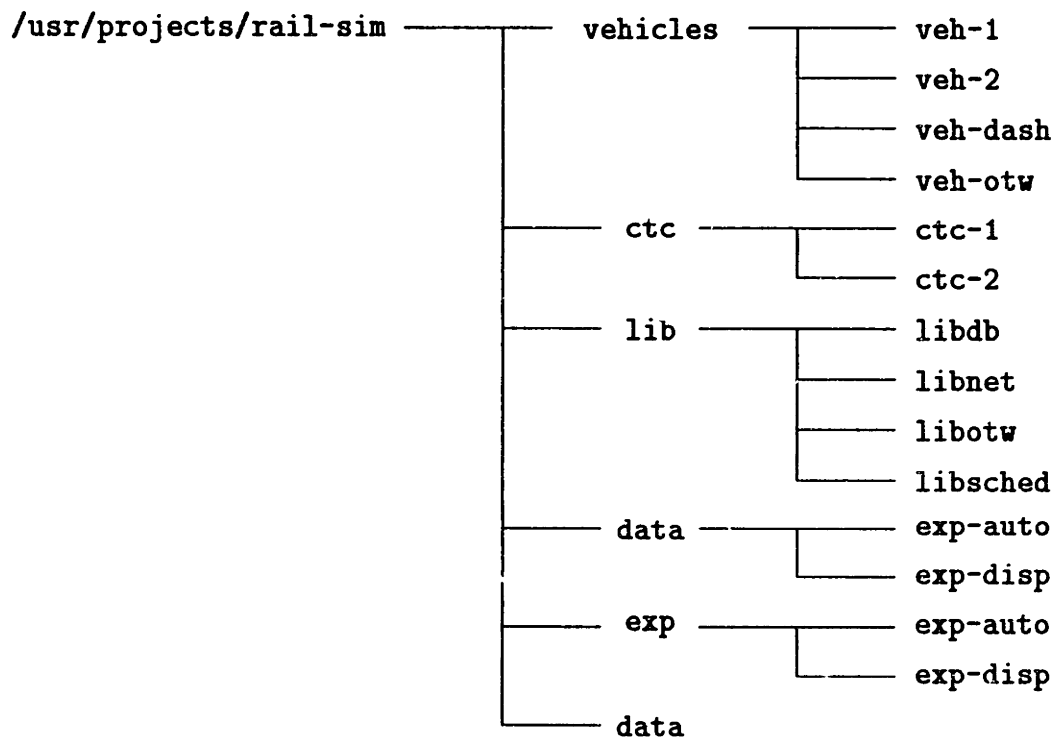 /usr/projects/rail-sim vehicles veh-1
veh-2
veh-dash
veh-otw
ctc ctc-1
ctc-2
lib libdb
libnet
libotw
libsched
data exp-auto
exp-disp
exp exp-auto
exp-disp
data